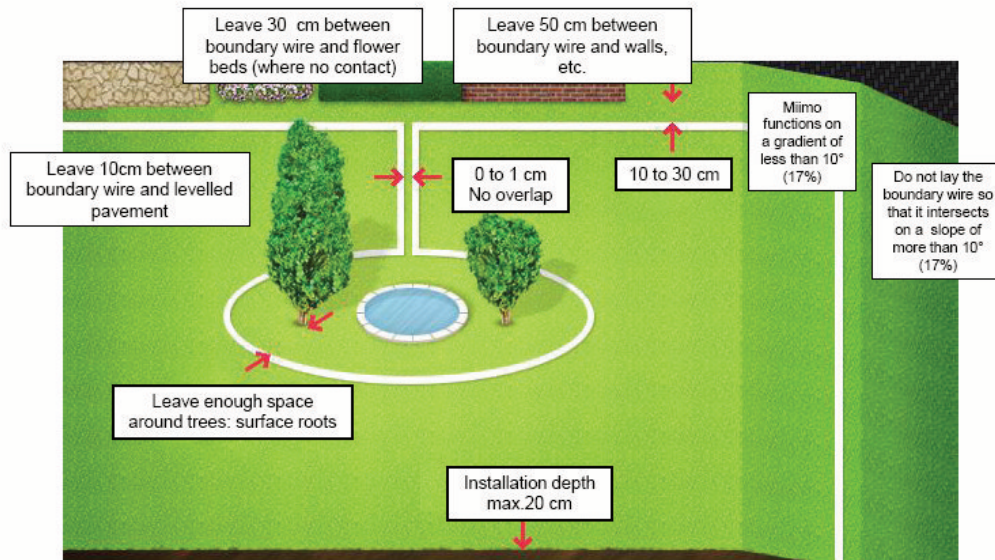 Leave 30 cm between
boundary wire and flower
beds (where no contact)
Leave 50 cm between
boundary wire and walls,
etc.
Leave 10cm between
boundary wire and levelled
pavement
0 to 1 cm
No overlap
10 to 30 cm
Miimo
functions on
a gradient of
less than 10°
(17%)
Do not lay the
boundary wire so
that it intersects
on a slope of
more than 10°
(17%)
Leave enough space
around trees: surface roots
Installation depth
max.20 cm